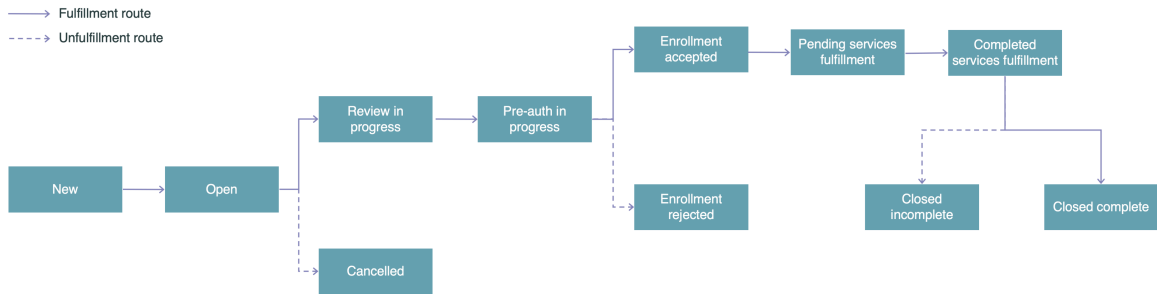 Fulfillment route
Unfulfillment route
New
Open
Review in
progress
Cancelled
Pre-auth in
progress
Enrollment
accepted
Enrollment
rejected
Pending services
fulfillment
Completed
services fulfillment
Closed
incomplete
Closed complete